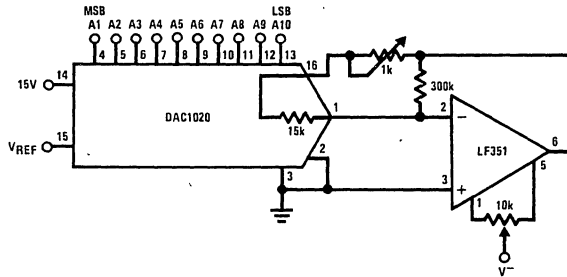 MSB LSB
A1 A2 A3 A4 A5 A6 A7 A8 A9 A10
4 5 6 7 8 9 10 11 12 13
16
1k
300k
15V 14
DAC1020
15k
1
2
−
LF351
6
VREF 15
2
3
3
+
5
1
10k
V−